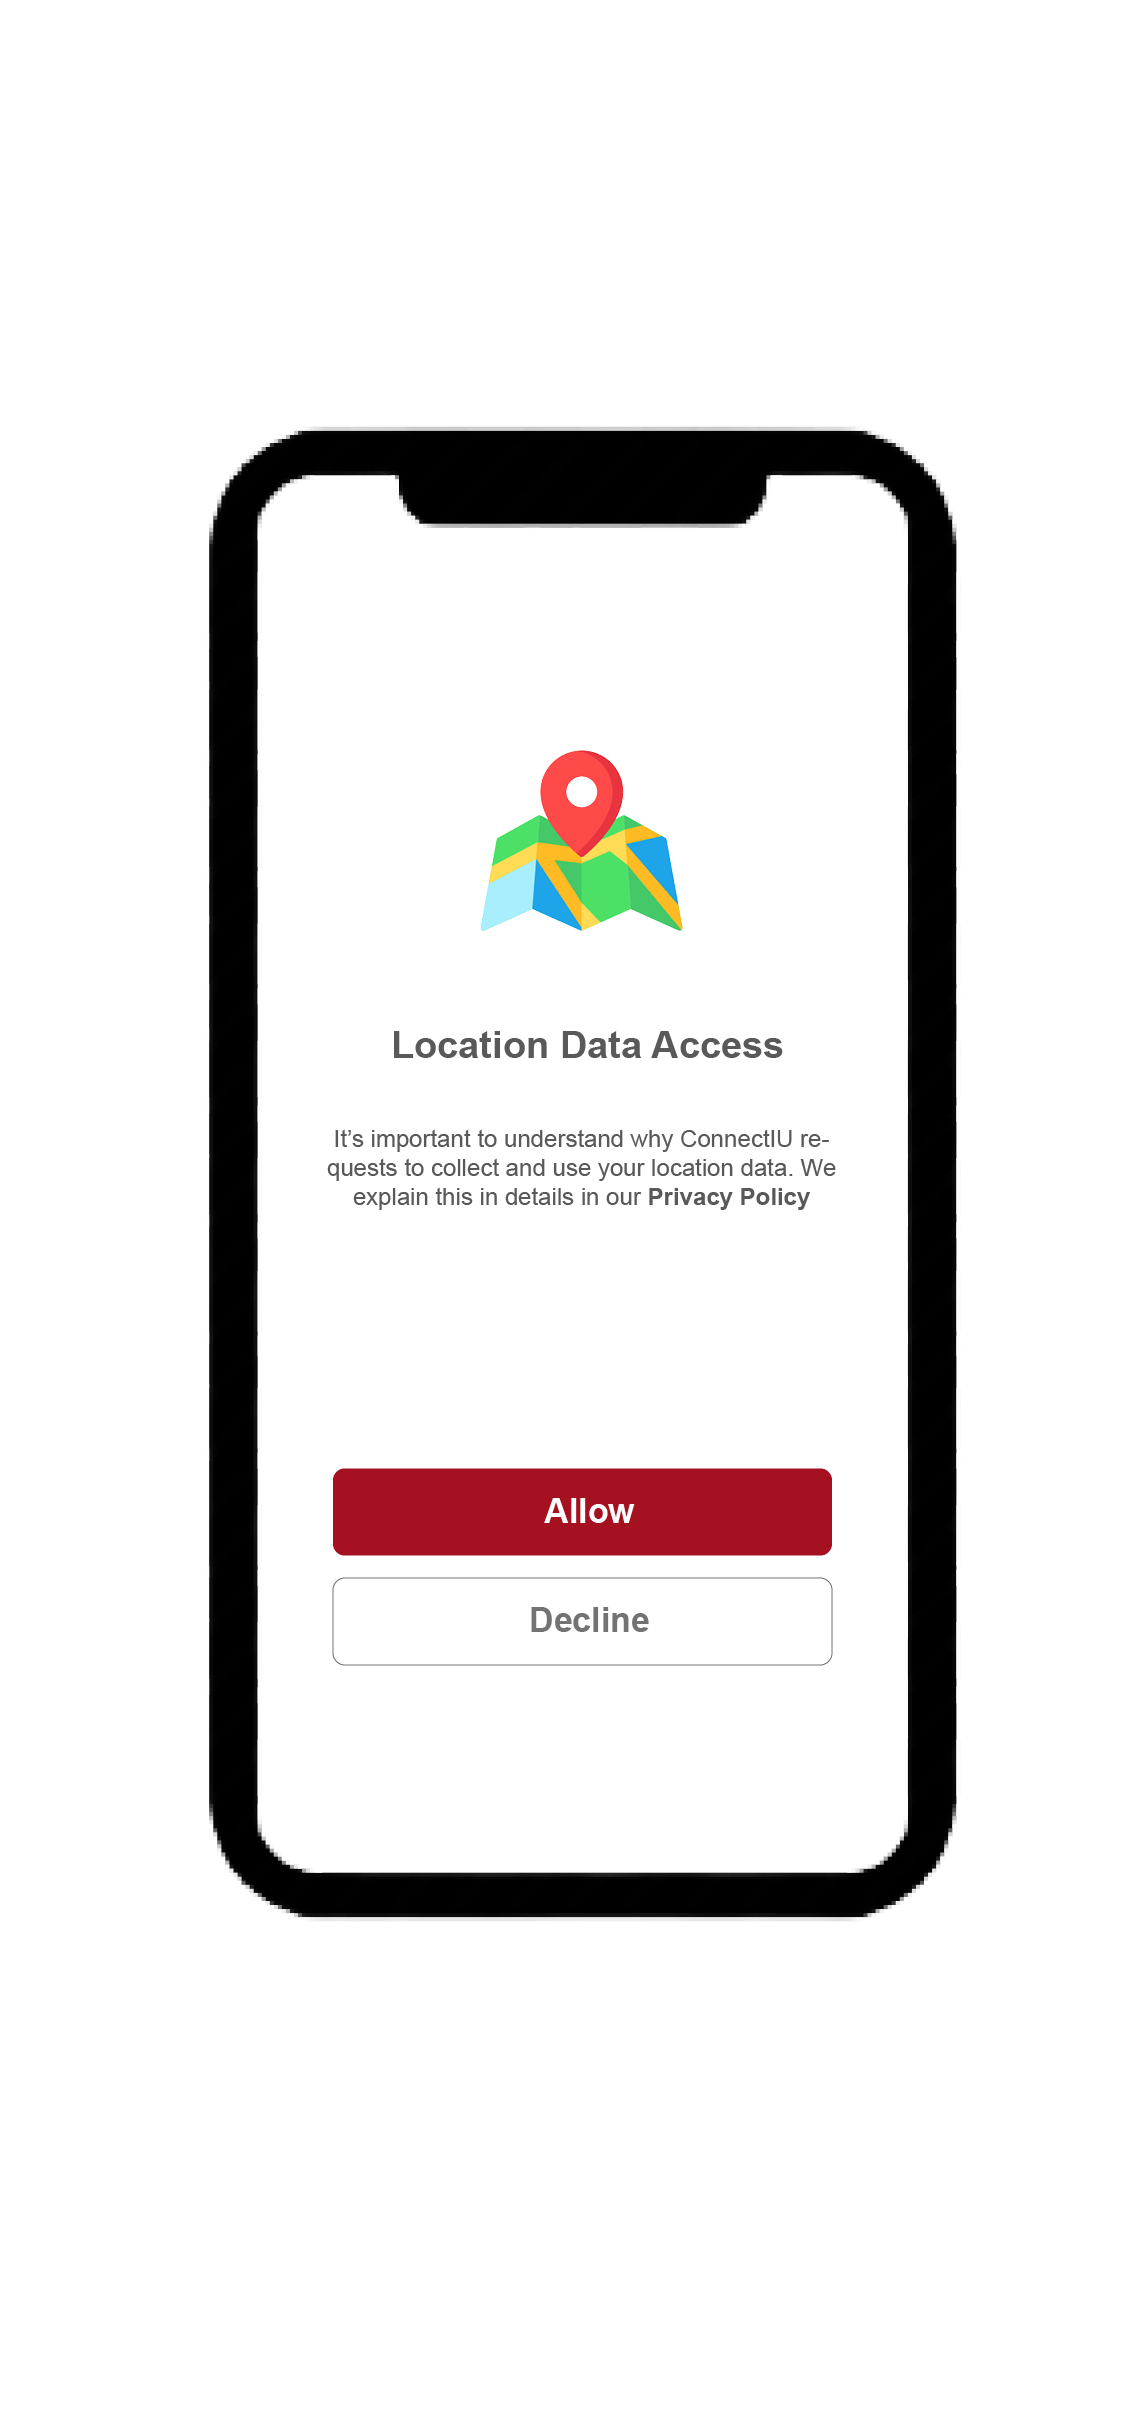 Location Data Access
It’s important to understand why ConnectIU re-
quests to collect and use your location data. We
explain this in details in our Privacy Policy
Allow
Decline